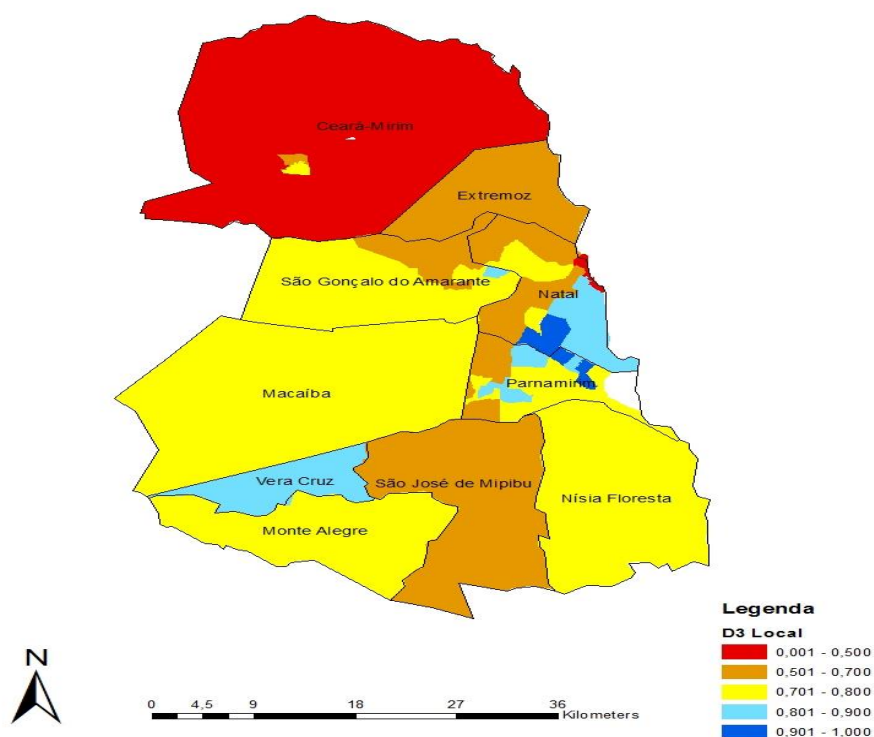 Ceará-Mirim
Extremoz
São Gonçalo do Amarante
Natal
Macaíba
Parnamirim
Vera Cruz
São José de Mipibu
Nísia Floresta
Monte Alegre
Legenda
D3 Local
0,001 - 0,500
0,501 - 0,700
0,701 - 0,800
0,801 - 0,900
0,901 - 1,000
N
0 4,5 9 18 27 36
Kilometers